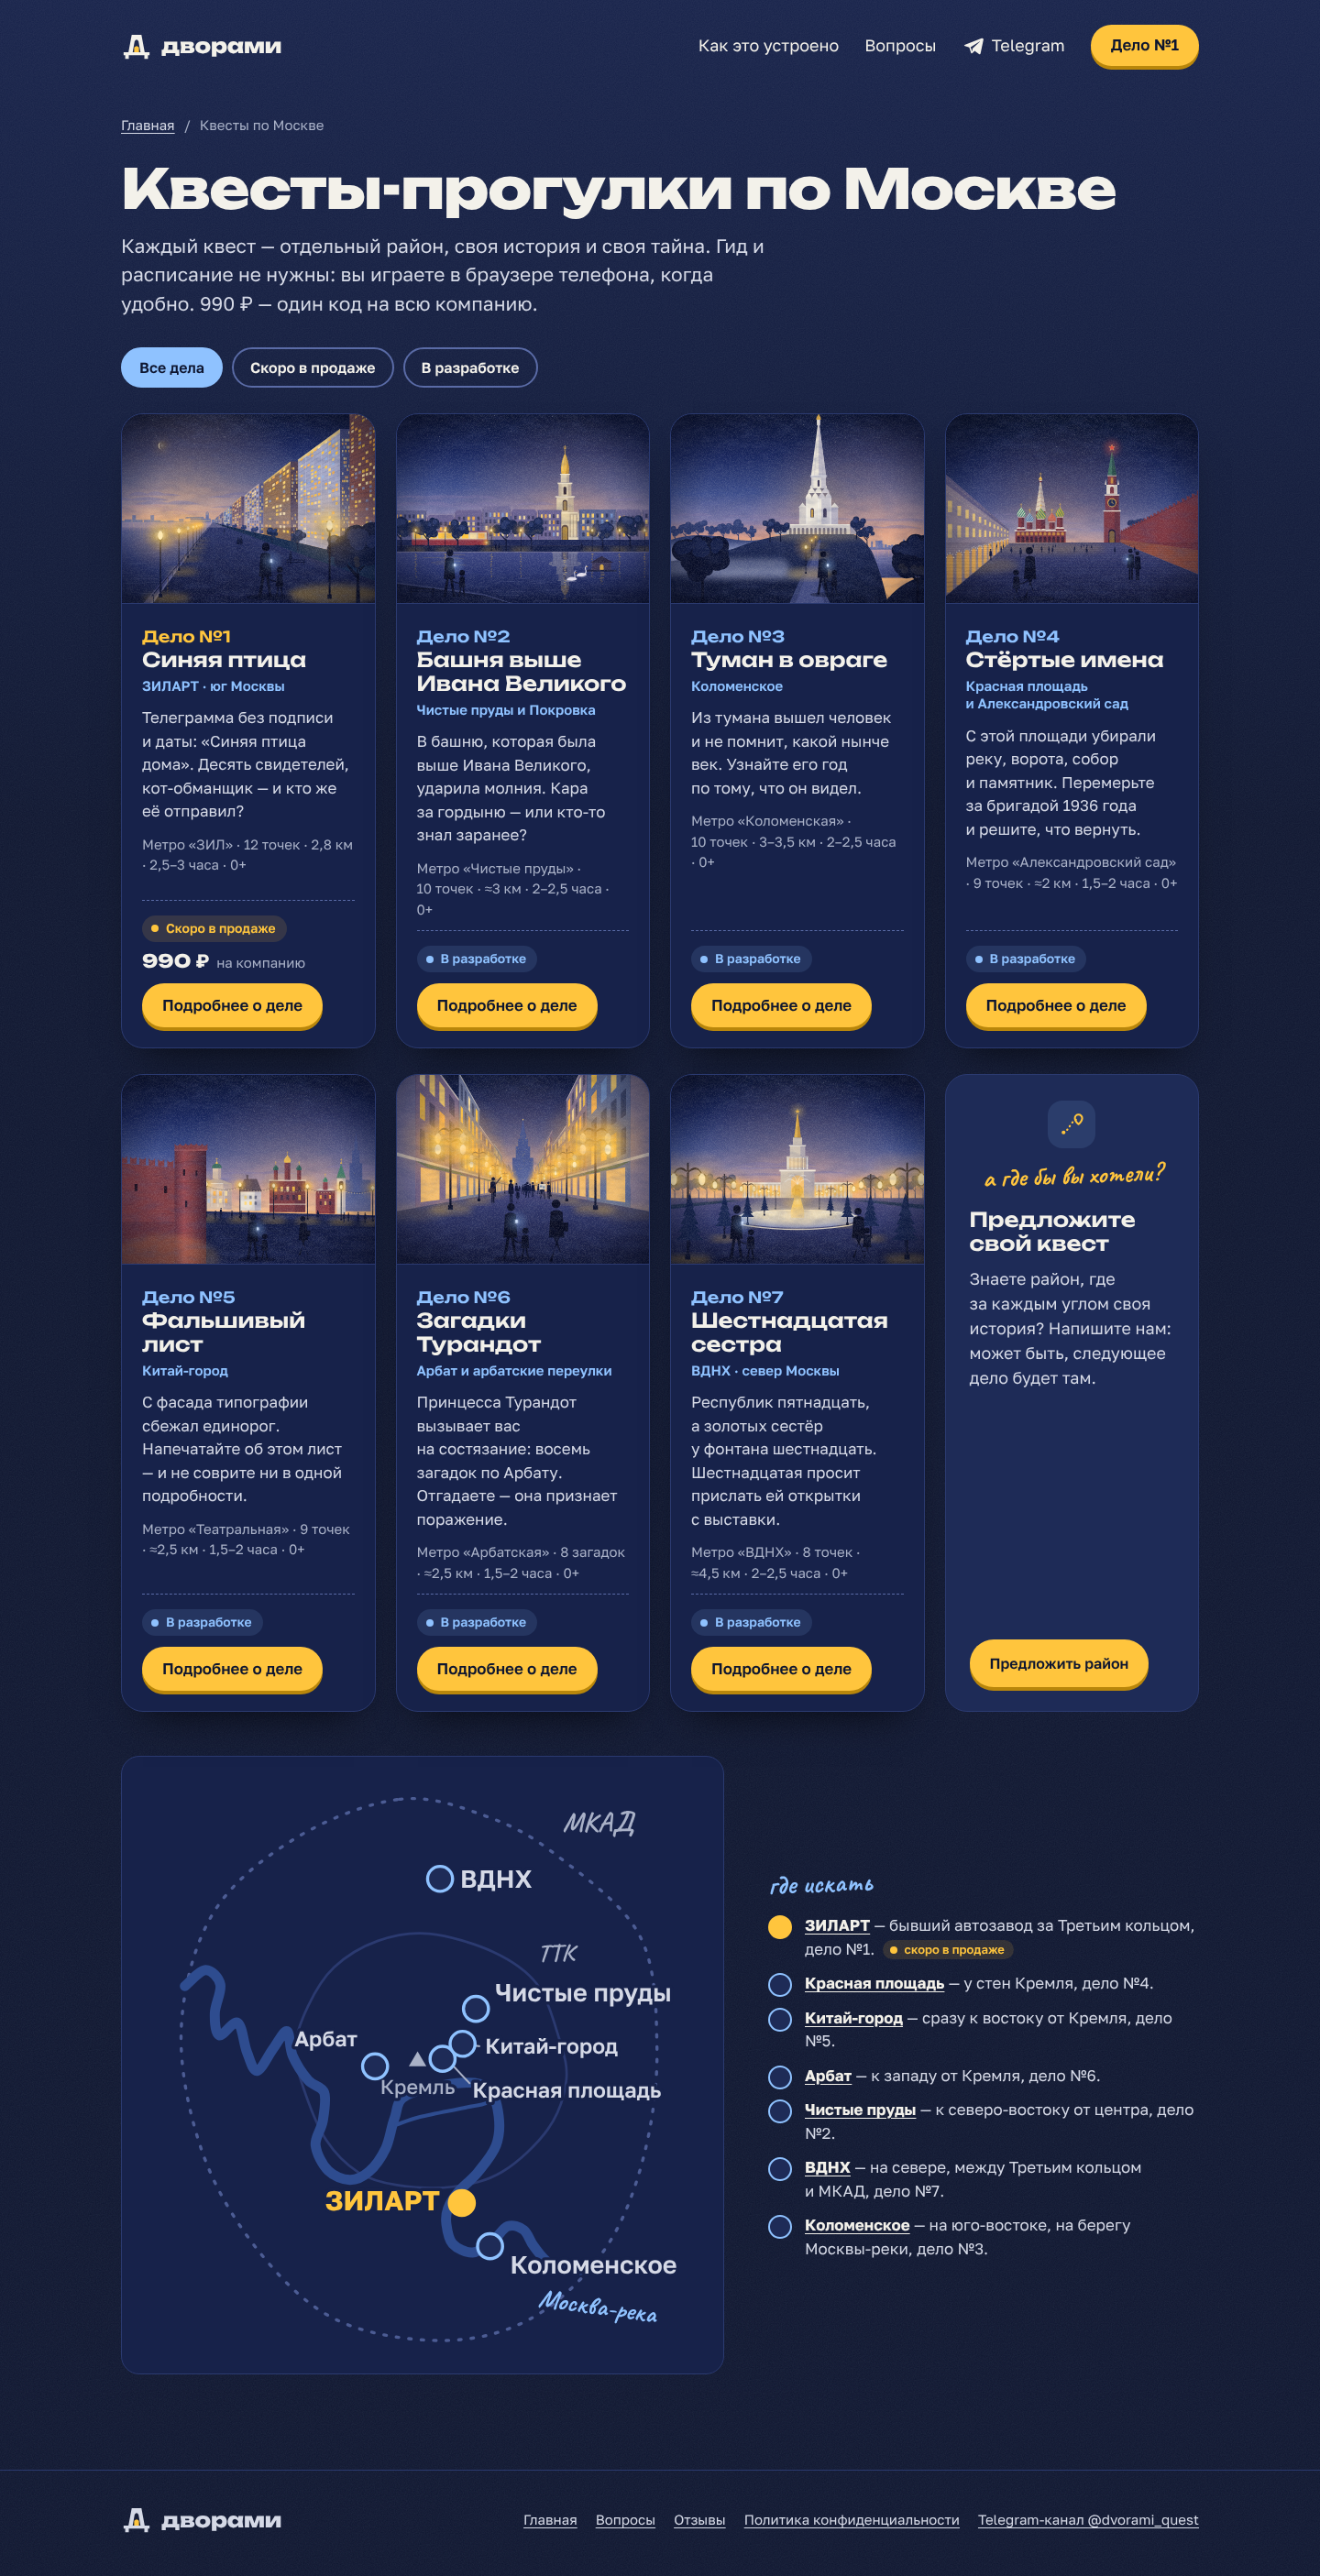 дворами
Как это устроено
Вопросы
Telegram
Дело №1
Главная / Квесты по Москве
Квесты-прогулки по Москве
Каждый квест — отдельный район, своя история и своя тайна. Гид и
расписание не нужны: вы играете в браузере телефона, когда
удобно. 990 ₽ — один код на всю компанию.
Все дела
Скоро в продаже
В разработке
Дело №1
Синяя птица
ЗИЛАРТ · юг Москвы
Телеграмма без подписи
и даты: «Синяя птица
дома». Десять свидетелей,
кот-обманщик — и кто же
её отправил?
Метро «ЗИЛ» · 12 точек · 2,8 км
· 2,5–3 часа · 0+
Скоро в продаже
990 ₽ на компанию
Подробнее о деле
Дело №2
Башня выше
Ивана Великого
Чистые пруды и Покровка
В башню, которая была
выше Ивана Великого,
ударила молния. Кара
за гордыню — или кто-то
знал заранее?
Метро «Чистые пруды» ·
10 точек · ≈3 км · 2–2,5 часа ·
0+
В разработке
Подробнее о деле
Дело №3
Туман в овраге
Коломенское
Из тумана вышел человек
и не помнит, какой нынче
век. Узнайте его год
по тому, что он видел.
Метро «Коломенская» ·
10 точек · 3–3,5 км · 2–2,5 часа
· 0+
В разработке
Подробнее о деле
Дело №4
Стёртые имена
Красная площадь
и Александровский сад
С этой площади убирали
реку, ворота, собор
и памятник. Перемерьте
за бригадой 1936 года
и решите, что вернуть.
Метро «Александровский сад»
· 9 точек · ≈2 км · 1,5–2 часа · 0+
В разработке
Подробнее о деле
Дело №5
Фальшивый
лист
Китай-город
С фасада типографии
сбежал единорог.
Напечатайте об этом лист
— и не соврите ни в одной
подробности.
Метро «Театральная» · 9 точек
· ≈2,5 км · 1,5–2 часа · 0+
В разработке
Подробнее о деле
Дело №6
Загадки
Турандот
Арбат и арбатские переулки
Принцесса Турандот
вызывает вас
на состязание: восемь
загадок по Арбату.
Отгадаете — она признает
поражение.
Метро «Арбатская» · 8 загадок
· ≈2,5 км · 1,5–2 часа · 0+
В разработке
Подробнее о деле
Дело №7
Шестнадцатая
сестра
ВДНХ · север Москвы
Республик пятнадцать,
а золотых сестёр
у фонтана шестнадцать.
Шестнадцатая просит
прислать ей открытки
с выставки.
Метро «ВДНХ» · 8 точек ·
≈4,5 км · 2–2,5 часа · 0+
В разработке
Подробнее о деле
а где бы вы хотели?
Предложите
свой квест
Знаете район, где
за каждым углом своя
история? Напишите нам:
может быть, следующее
дело будет там.
Предложить район
МКАД
ВДНХ
ТТК
Чистые пруды
Арбат
Китай-город
Кремль
Красная площадь
ЗИЛАРТ
Коломенское
Москва-река
где искать
ЗИЛАРТ — бывший автозавод за Третьим кольцом,
дело №1. скоро в продаже
Красная площадь — у стен Кремля, дело №4.
Китай-город — сразу к востоку от Кремля, дело
№5.
Арбат — к западу от Кремля, дело №6.
Чистые пруды — к северо-востоку от центра, дело
№2.
ВДНХ — на севере, между Третьим кольцом
и МКАД, дело №7.
Коломенское — на юго-востоке, на берегу
Москвы-реки, дело №3.
дворами
Главная
Вопросы
Отзывы
Политика конфиденциальности
Telegram-канал @dvorami_quest